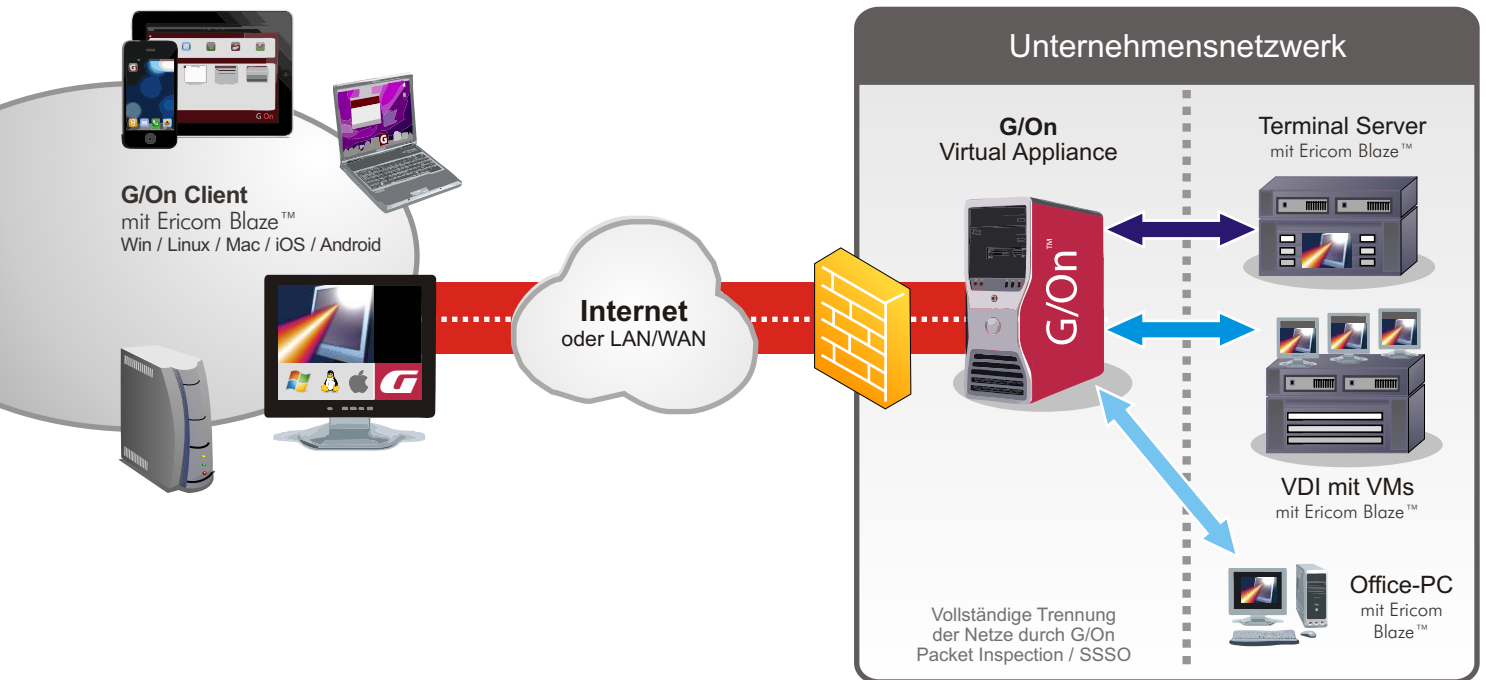 Unternehmensnetzwerk
G On
G
G
G/On Client
mit Ericom Blaze™
Win / Linux / Mac / iOS / Android
G
Internet
oder LAN/WAN
G/On
Virtual Appliance
G/On™
Terminal Server
mit Ericom Blaze™
VDI mit VMs
mit Ericom Blaze™
Office-PC
mit Ericom
Blaze™
Vollständige Trennung
der Netze durch G/On
Packet Inspection / SSSO